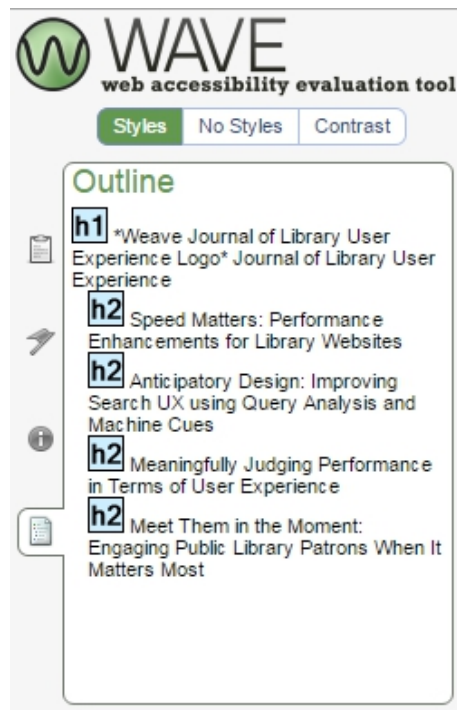 WAVE
web accessibility evaluation tool
Styles No Styles Contrast
Outline
h1 *Weave Journal of Library User
Experience Logo* Journal of Library User
Experience
h2 Speed Matters: Performance
Enhancements for Library Websites
h2 Anticipatory Design: Improving
Search UX using Query Analysis and
Machine Cues
h2 Meaningfully Judging Performance
in Terms of User Experience
h2 Meet Them in the Moment:
Engaging Public Library Patrons When It
Matters Most